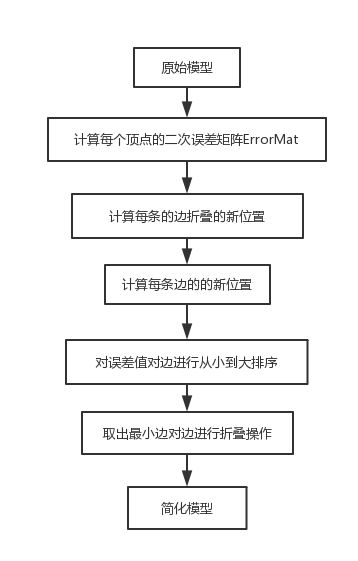 原始模型
计算每个顶点的二次误差矩阵ErrorMat
计算每条的边折叠的新位置
计算每条边的的新位置
对误差值对边进行从小到大排序
取出最小边对边进行折叠操作
简化模型